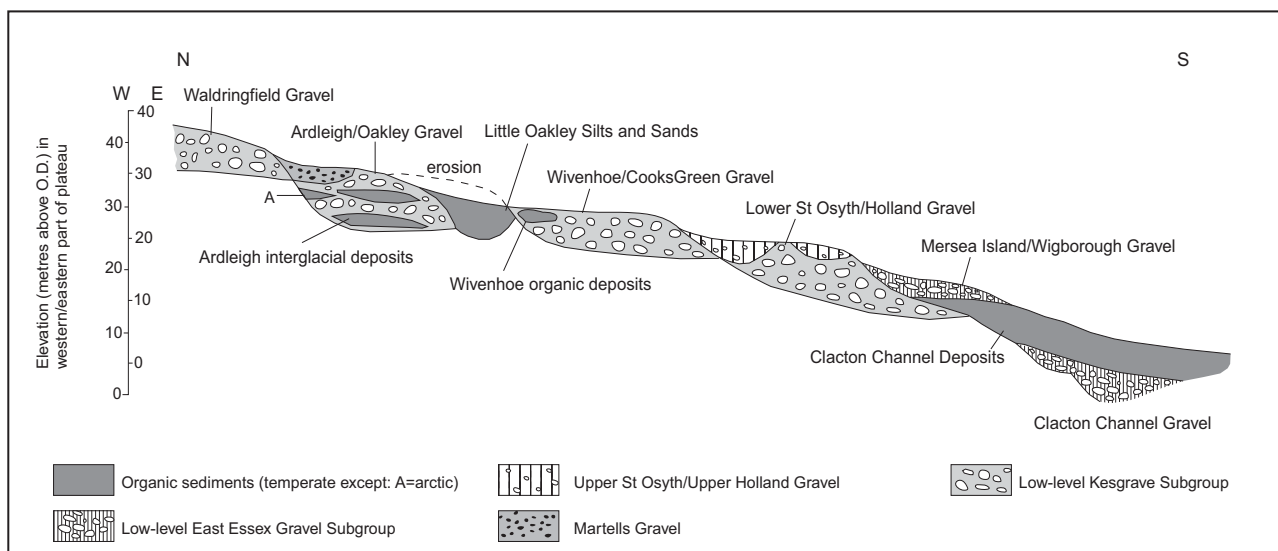 N
S
W E
Waldringfield Gravel
Ardleigh/Oakley Gravel
Little Oakley Silts and Sands
erosion
Wivenhoe/CooksGreen Gravel
Lower St Osyth/Holland Gravel
Mersea Island/Wigborough Gravel
A
Ardleigh interglacial deposits
Wivenhoe organic deposits
Clacton Channel Deposits
Clacton Channel Gravel
Elevation (metres above O.D.) in
western/eastern part of plateau
40
40
30
30
20
20
10
10
0
0
Organic sediments (temperate except: A=arctic)
Upper St Osyth/Upper Holland Gravel
Low-level Kesgrave Subgroup
Low-level East Essex Gravel Subgroup
Martells Gravel